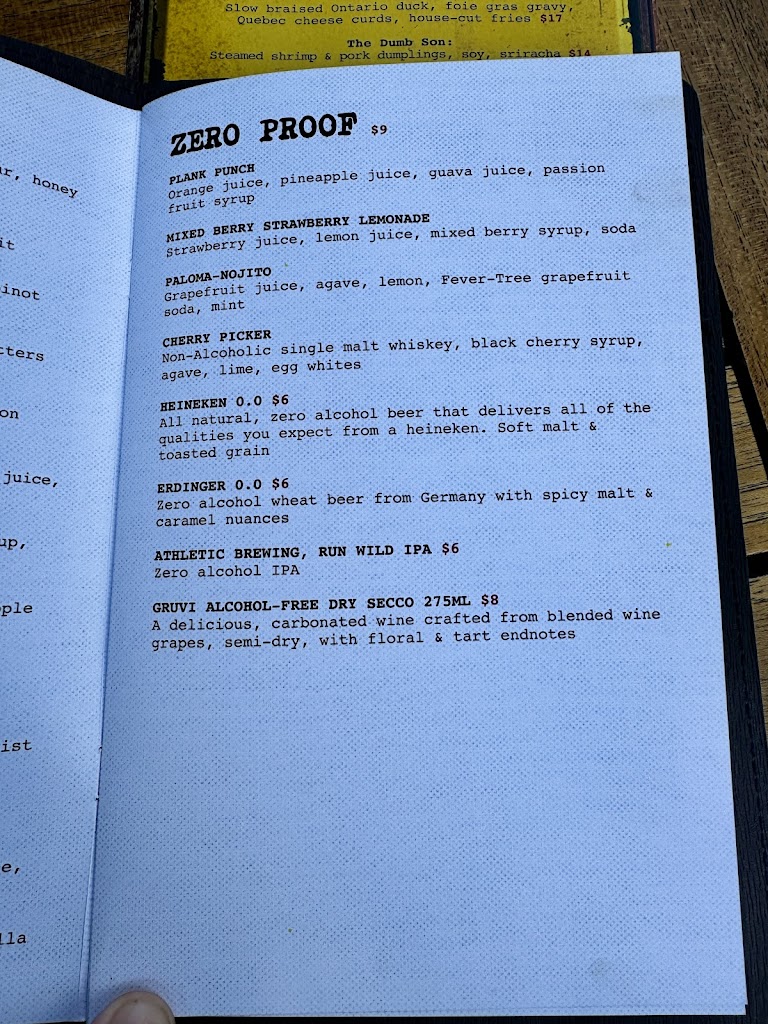 Slow braised Ontario duck, foie gras gravy,
Quebec cheese curds, house-cut fries $17
The Dumb Son:
Steamed shrimp & pork dumplings, soy, sriracha $14
honey
juice,
ZERO PROOF $9
PLANK PUNCH
Orange juice, pineapple juice, guava juice, passion
fruit syrup
MIXED BERRY STRAWBERRY LEMONADE
Strawberry juice, lemon juice, mixed berry syrup, soda
PALOMA-NOJITO
Grapefruit juice, agave, lemon, Fever-Tree grapefruit
soda, mint
CHERRY PICKER
Non-Alcoholic single malt whiskey, black cherry syrup,
agave, lime, egg whites
HEINEKEN 0.0 $6
All natural, zero alcohol beer that delivers all of the
qualities you expect from a heineken. Soft malt &
toasted grain
ERDINGER 0.0 $6
Zero alcohol wheat beer from Germany with spicy malt &
caramel nuances
ATHLETIC BREWING, RUN WILD IPA $6
Zero alcohol IPA
GRUVI ALCOHOL-FREE DRY SECCO 275ML $8
A delicious, carbonated wine crafted from blended wine
grapes, semi-dry, with floral & tart endnotes